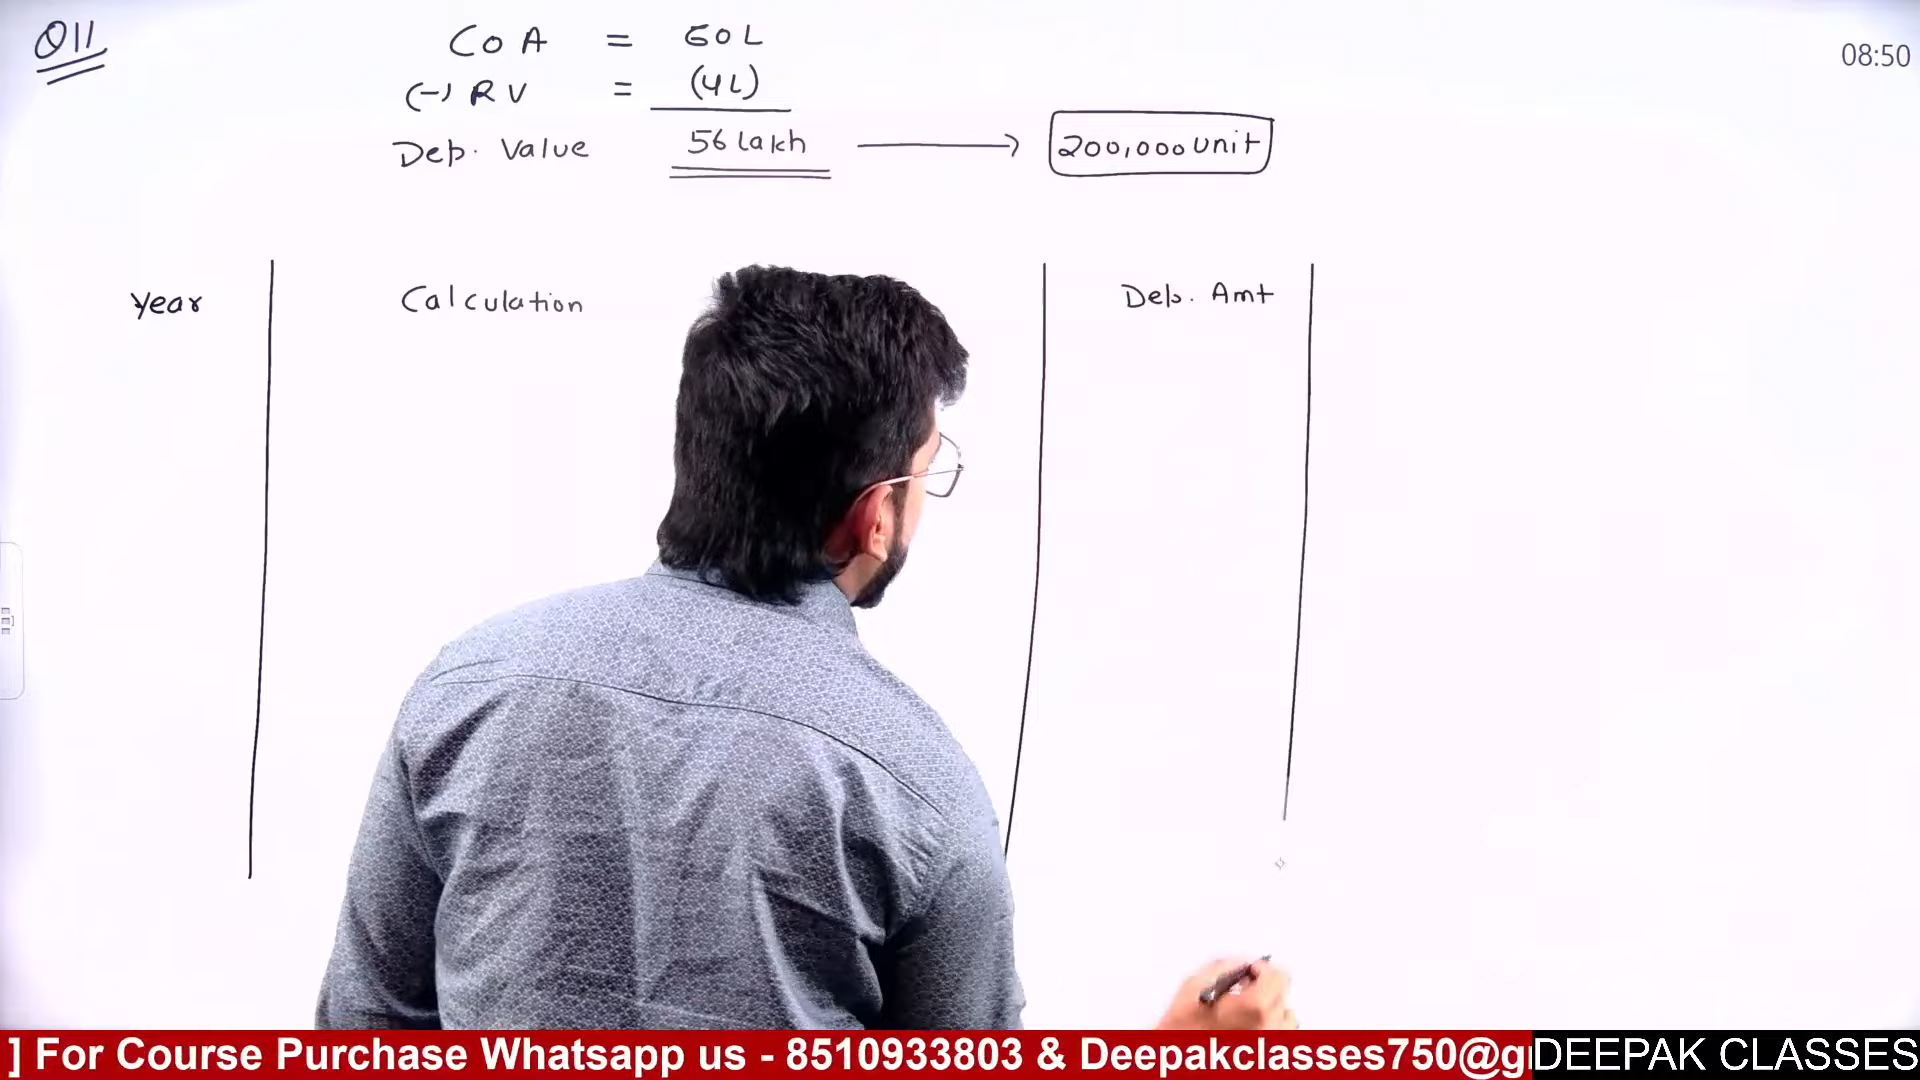 Q11
COA = 60L
(-) RV = (4L)
Dep. Value 56 Lakh → 200,000 unit
08:50
Year Calculation Dep. Amt
] For Course Purchase Whatsapp us - 8510933803 & Deepakclasses750@g
DEEPAK CLASSES